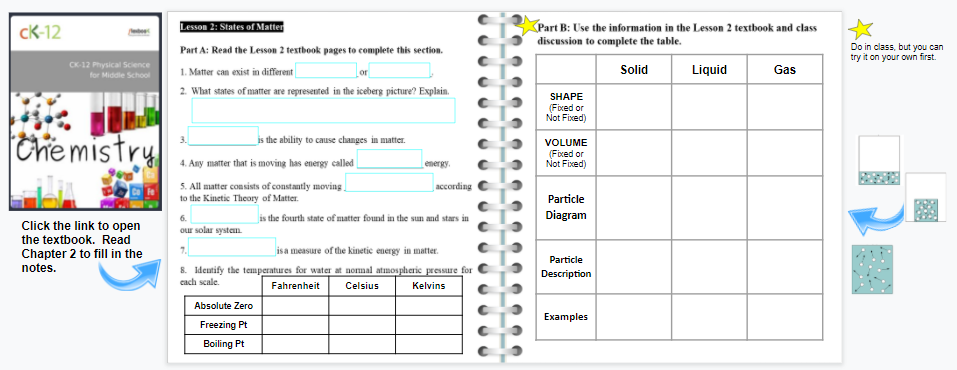 cK-12
flexbook
CK-12 Physical Science
for Middle School
Chemistry
Click the link to open
the textbook. Read
Chapter 2 to fill in the
notes.
Lesson 2: States of Matter
Part A: Read the Lesson 2 textbook pages to complete this section.
1. Matter can exist in different or .
2. What states of matter are represented in the iceberg picture? Explain.
3. is the ability to cause changes in matter.
4. Any matter that is moving has energy called energy.
5. All matter consists of constantly moving according
to the Kinetic Theory of Matter.
6. is the fourth state of matter found in the sun and stars in
our solar system.
7. is a measure of the kinetic energy in matter.
8. Identify the temperatures for water at normal atmospheric pressure for
each scale.
Fahrenheit Celsius Kelvins
Absolute Zero
Freezing Pt
Boiling Pt
Part B: Use the information in the Lesson 2 textbook and class
discussion to complete the table.
Solid Liquid Gas
SHAPE
(Fixed or
Not Fixed)
VOLUME
(Fixed or
Not Fixed)
Particle
Diagram
Particle
Description
Examples
Do in class, but you can
try it on your own first.